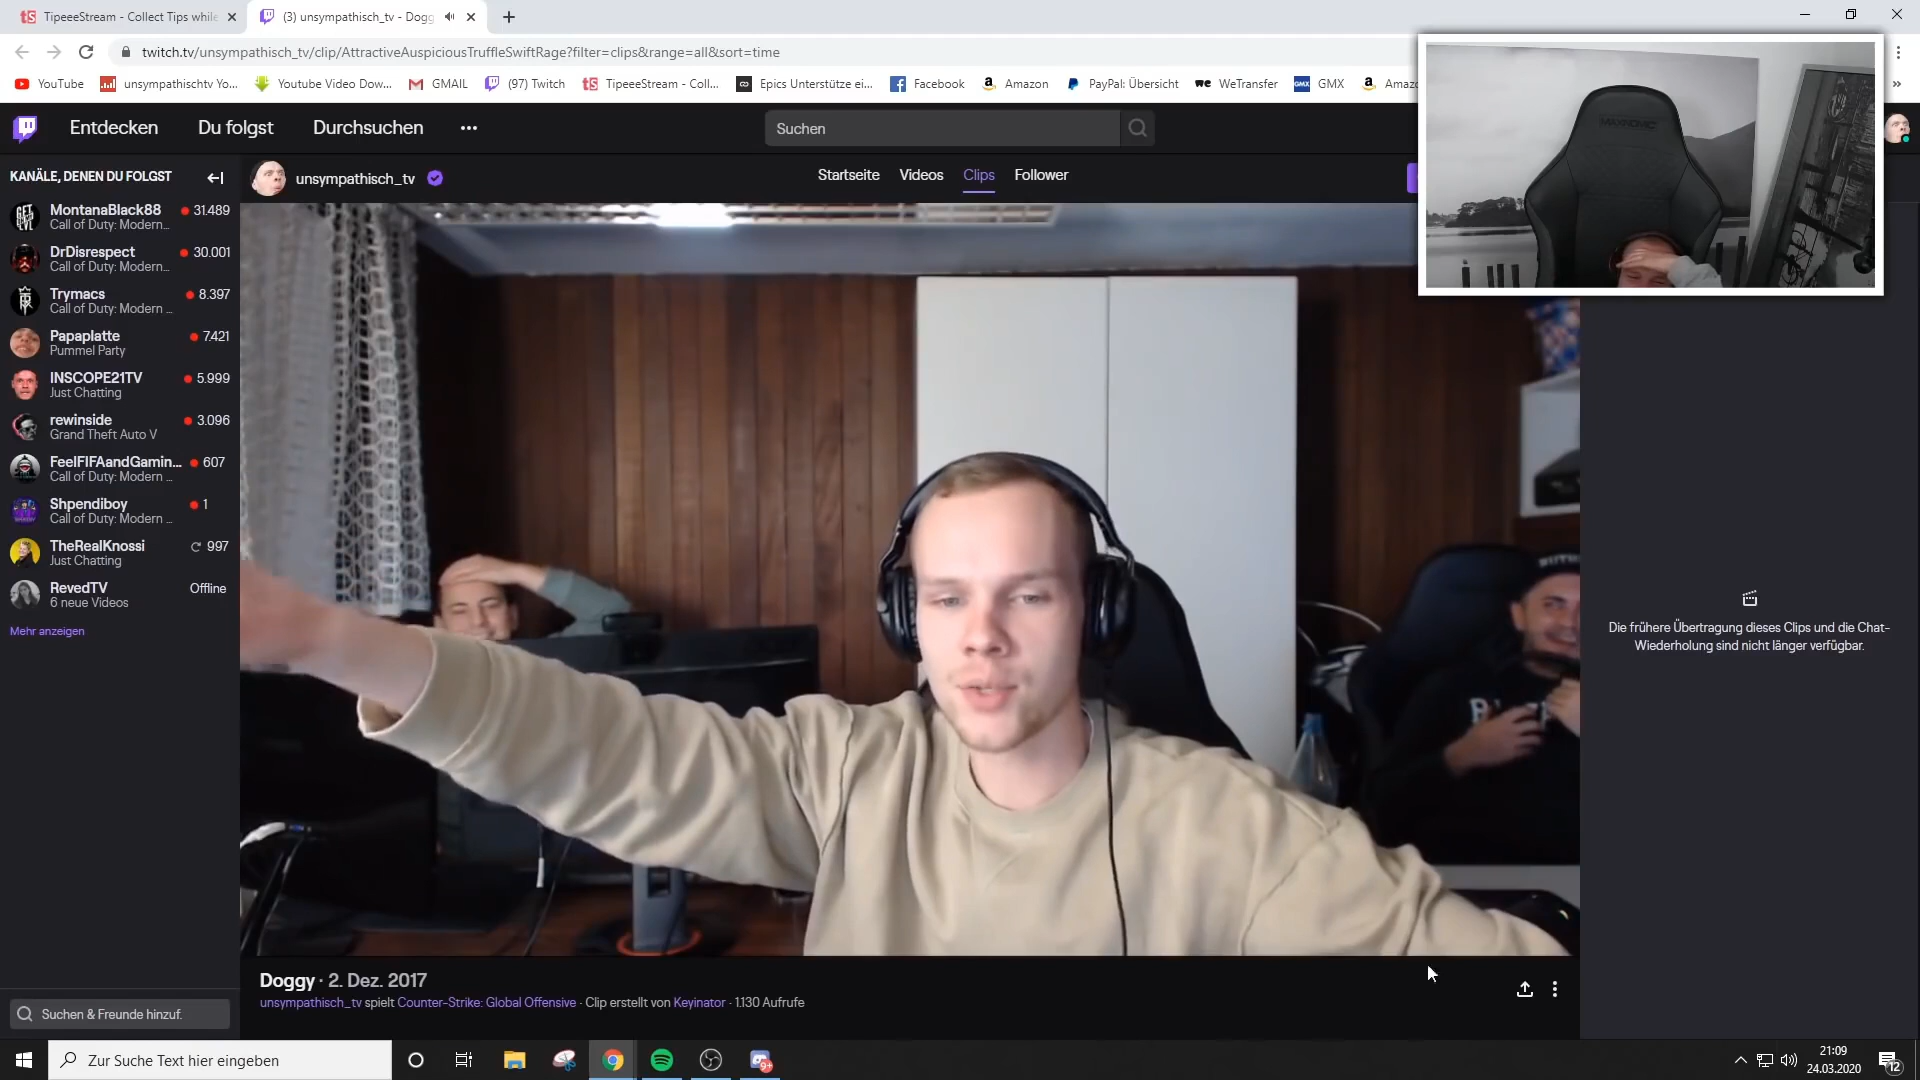 TipeeeStream - Collect Tips while
(3) unsympathisch_tv - Dogg
twitch.tv/unsympathisch_tv/clip/AttractiveAuspiciousTruffleSwiftRage?filter=clips&range=all&sort=time
YouTube
unsympathischtv Yo...
Youtube Video Dow...
GMAIL
(97) Twitch
TipeeeStream - Coll...
Epics Unterstütze ei...
Facebook
Amazon
PayPal: Übersicht
WeTransfer
GMX
Amazo
Entdecken
Du folgst
Durchsuchen
Suchen
KANÄLE, DENEN DU FOLGST
unsympathisch_tv
Startseite
Videos
Clips
Follower
MontanaBlack88 31.489
Call of Duty: Modern...
DrDisrespect 30.001
Call of Duty: Modern...
Trymacs 8.397
Call of Duty: Modern ...
Papaplatte 7.421
Pummel Party
INSCOPE21TV 5.999
Just Chatting
rewinside 3.096
Grand Theft Auto V
FeelFIFAandGamin... 607
Call of Duty: Modern ...
Shpendiboy 1
Call of Duty: Modern ...
TheRealKnossi 997
Just Chatting
RevedTV Offline
6 neue Videos
Mehr anzeigen
Die frühere Übertragung dieses Clips und die Chat-
Wiederholung sind nicht länger verfügbar.
Doggy · 2. Dez. 2017
unsympathisch_tv spielt Counter-Strike: Global Offensive · Clip erstellt von Keyinator · 1.130 Aufrufe
Suchen & Freunde hinzuf.
Zur Suche Text hier eingeben
9+
21:09
24.03.2020
12